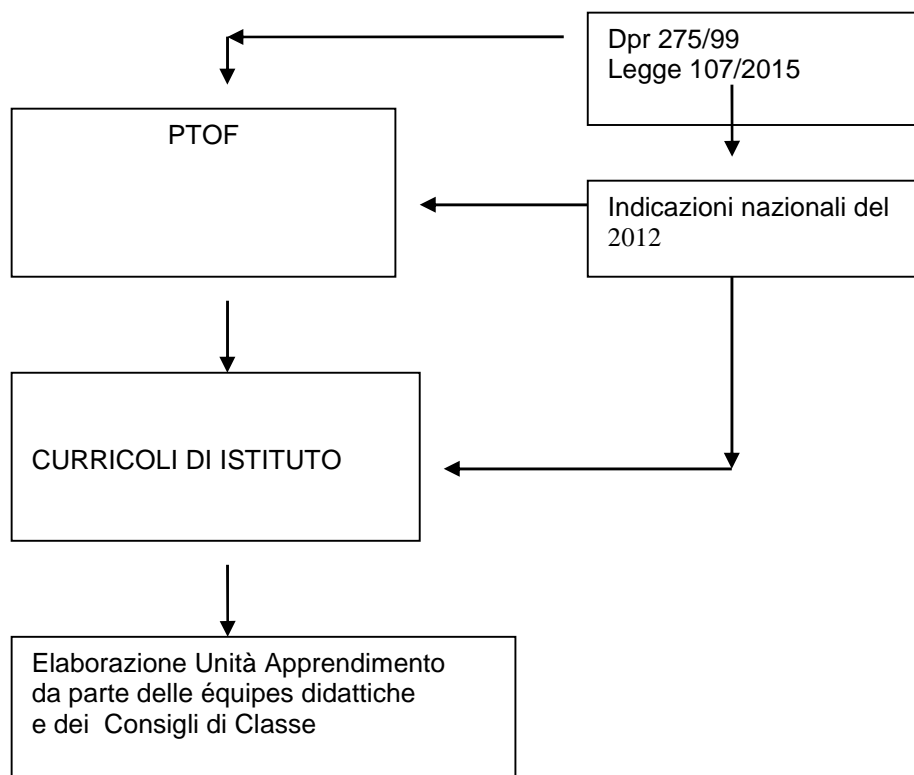 Dpr 275/99
Legge 107/2015
PTOF
Indicazioni nazionali del
2012
CURRICOLI DI ISTITUTO
Elaborazione Unità Apprendimento
da parte delle équipes didattiche
e dei Consigli di Classe